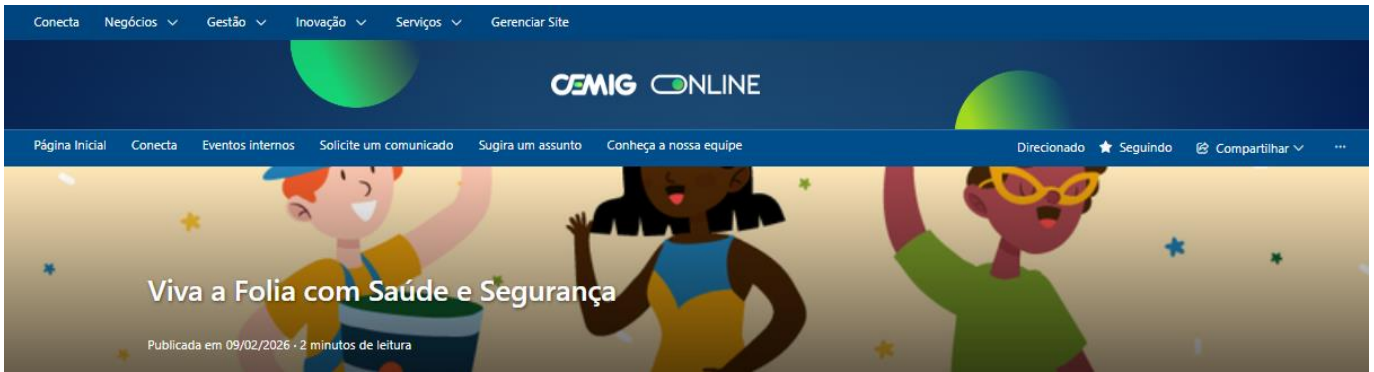 Conecta Negócios Gestão Inovação Serviços Gerenciar Site
CEMIG ONLINE
Página Inicial Conecta Eventos internos Solicite um comunicado Sugira um assunto Conheça a nossa equipe Direcionado Seguindo Compartilhar ...
Viva a Folia com Saúde e Segurança
Publicada em 09/02/2026 · 2 minutos de leitura